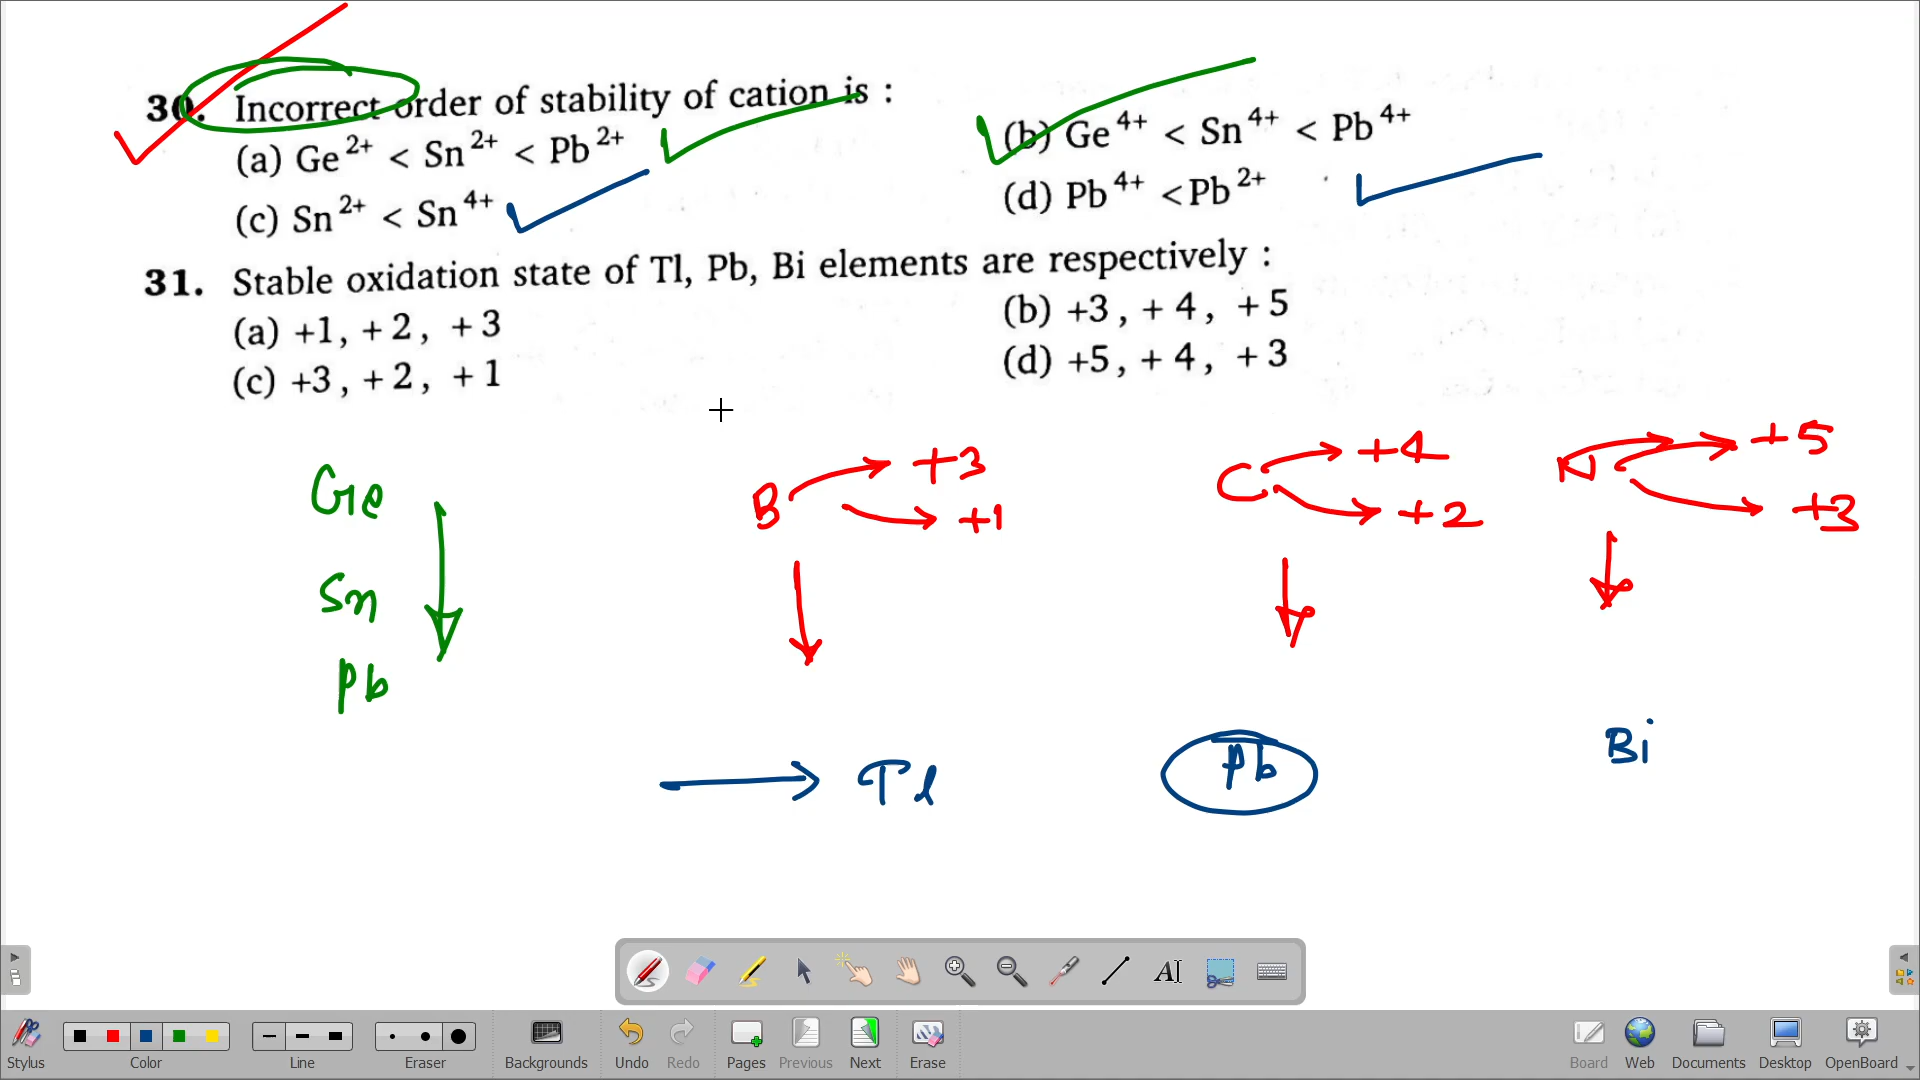 30. Incorrect order of stability of cation is :
(a) Ge2+ < Sn2+ < Pb2+
(b) Ge4+ < Sn4+ < Pb4+
(c) Sn2+ < Sn4+
(d) Pb4+ < Pb2+
31. Stable oxidation state of Tl, Pb, Bi elements are respectively :
(a) +1, + 2, + 3
(b) +3, + 4, + 5
(c) +3, + 2, + 1
(d) +5, + 4, + 3
Ge
Sn
Pb
B +3
+1
C +4
+2
N +5
+3
Tl
Pb
Bi
AI
Stylus
Color
Line
Eraser
Backgrounds
Undo
Redo
Pages
Previous
Next
Erase
Board
Web
Documents
Desktop
OpenBoard